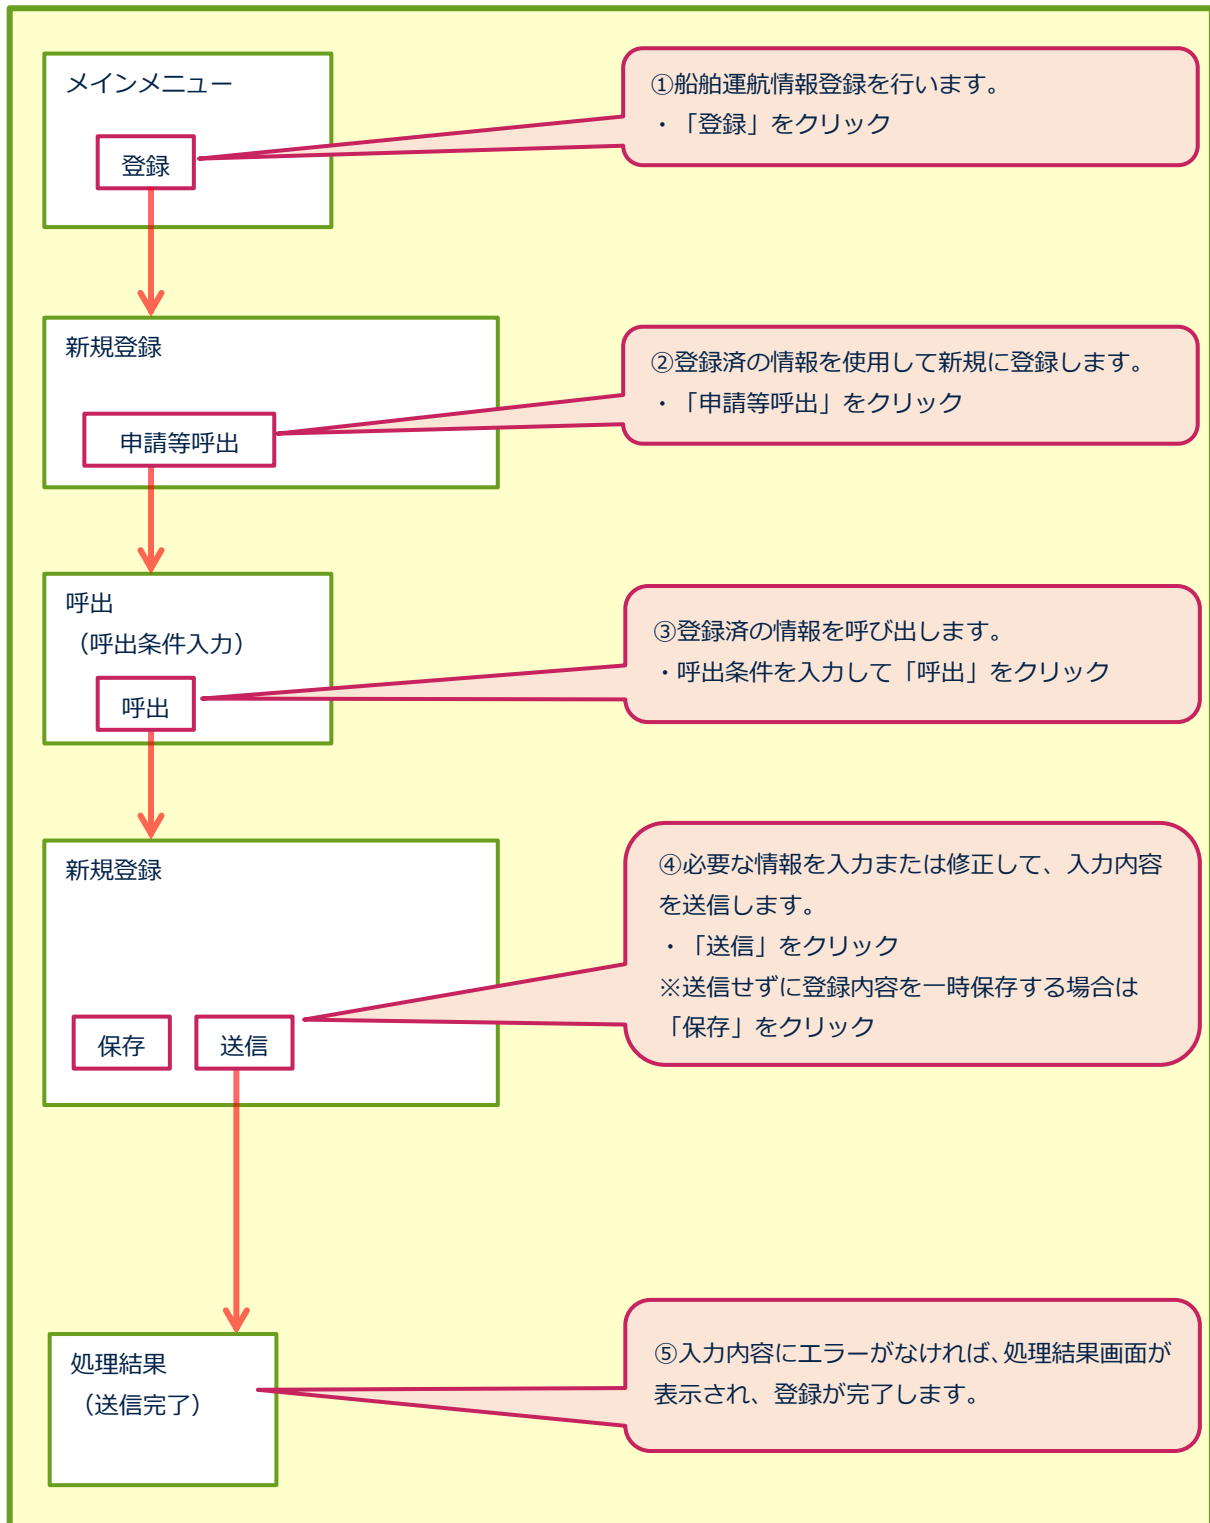 メインメニュー
登録
①船舶運航情報登録を行います。
・「登録」をクリック
新規登録
申請等呼出
②登録済の情報を使用して新規に登録します。
・「申請等呼出」をクリック
呼出
（呼出条件入力）
呼出
③登録済の情報を呼び出します。
・呼出条件を入力して「呼出」をクリック
新規登録
保存
送信
④必要な情報を入力または修正して、入力内容
を送信します。
・「送信」をクリック
※送信せずに登録内容を一時保存する場合は
「保存」をクリック
処理結果
（送信完了）
⑤入力内容にエラーがなければ、処理結果画面が
表示され、登録が完了します。